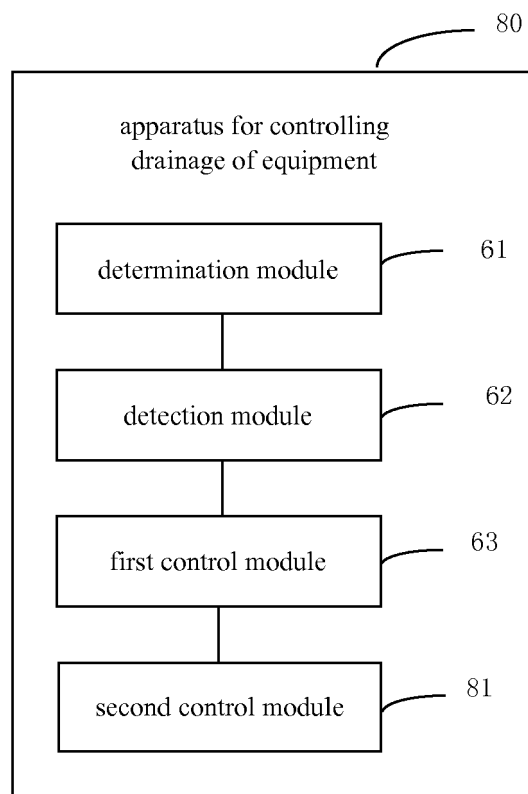 80
apparatus for controlling
drainage of equipment
determination module
61
detection module
62
first control module
63
second control module
81